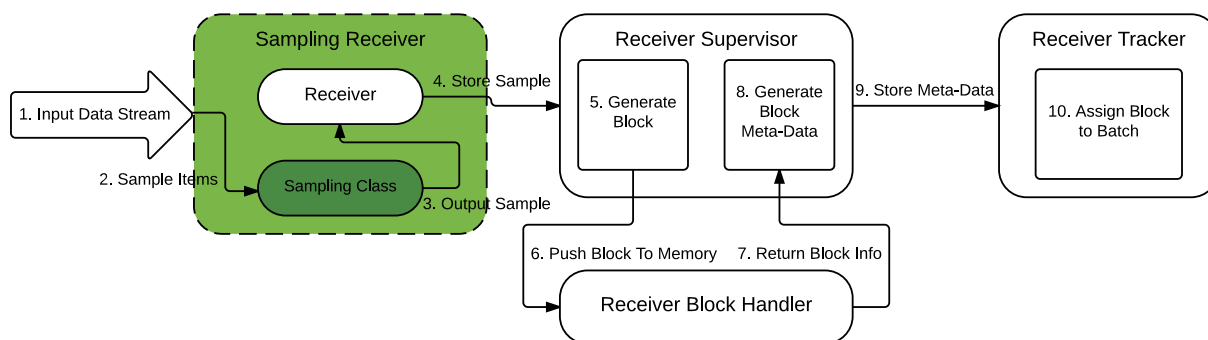 Sampling Receiver
Receiver Supervisor
Receiver Tracker
1. Input Data Stream
Receiver
4. Store Sample
5. Generate
Block
8. Generate
Block
Meta-Data
9. Store Meta-Data
10. Assign Block
to Batch
2. Sample Items
Sampling Class
3. Output Sample
6. Push Block To Memory
7. Return Block Info
Receiver Block Handler